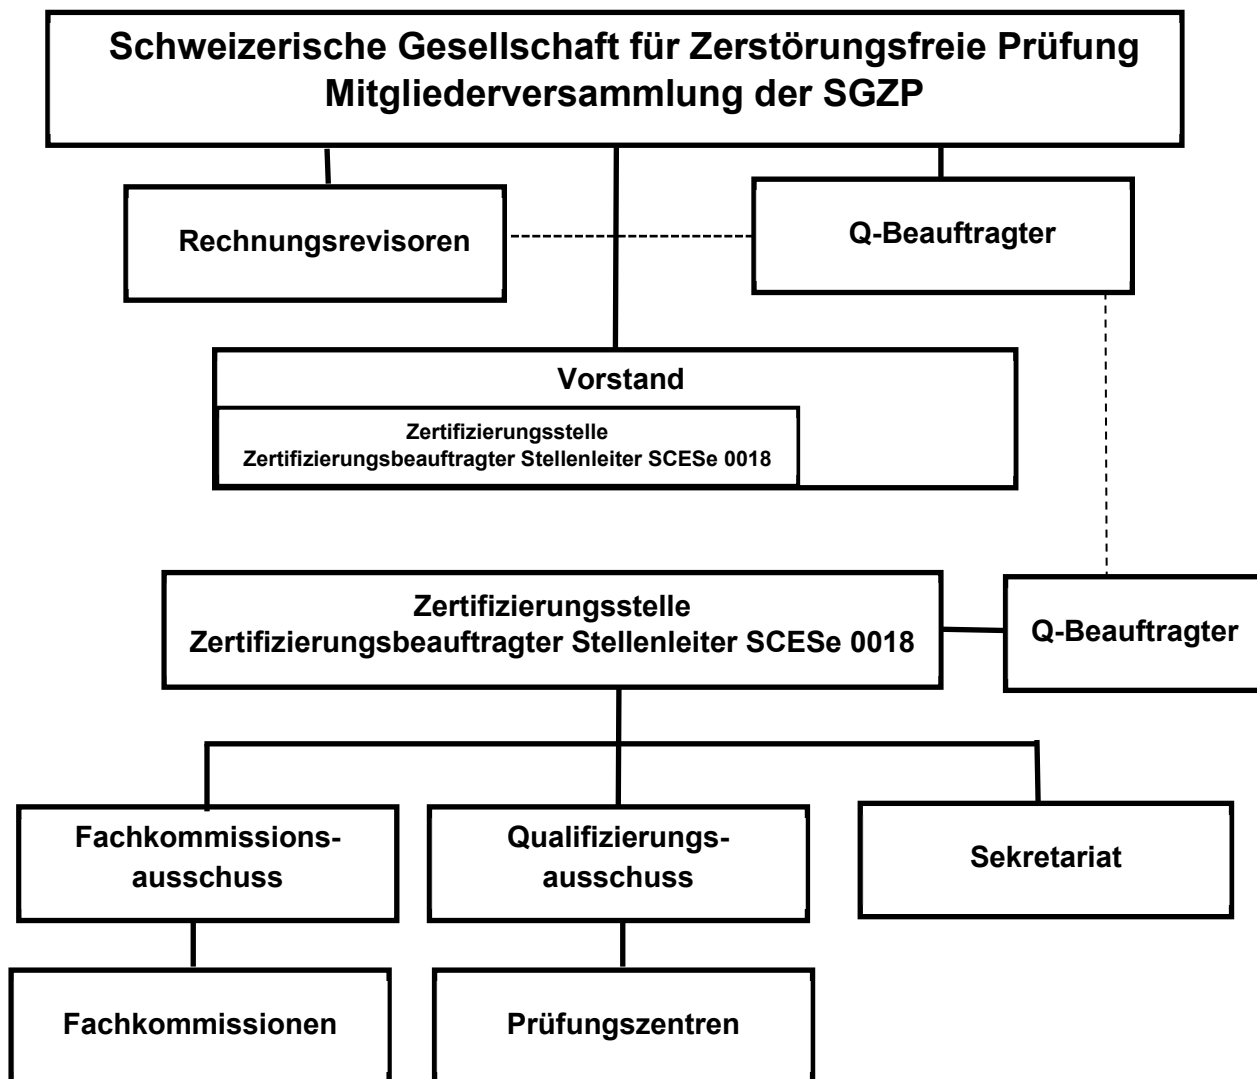 Schweizerische Gesellschaft für Zerstörungsfreie Prüfung
Mitgliederversammlung der SGZP
Rechnungsrevisoren
Q-Beauftragter
Vorstand
Zertifizierungsstelle
Zertifizierungsbeauftragter Stellenleiter SCESe 0018
Zertifizierungsstelle
Zertifizierungsbeauftragter Stellenleiter SCESe 0018
Q-Beauftragter
Fachkommissions-
ausschuss
Qualifizierungs-
ausschuss
Sekretariat
Fachkommissionen
Prüfungszentren